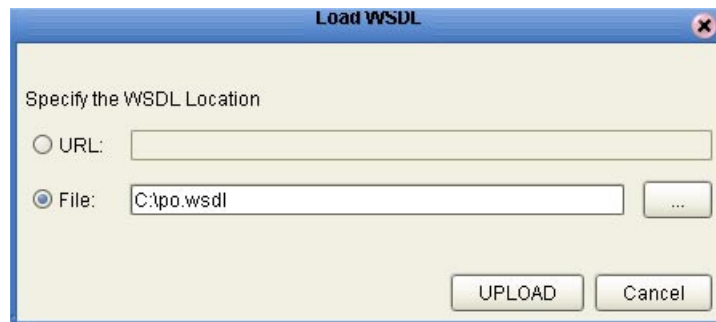 Load WSDL
Specify the WSDL Location
URL:
File: C:\po.wsdl ...
UPLOAD Cancel